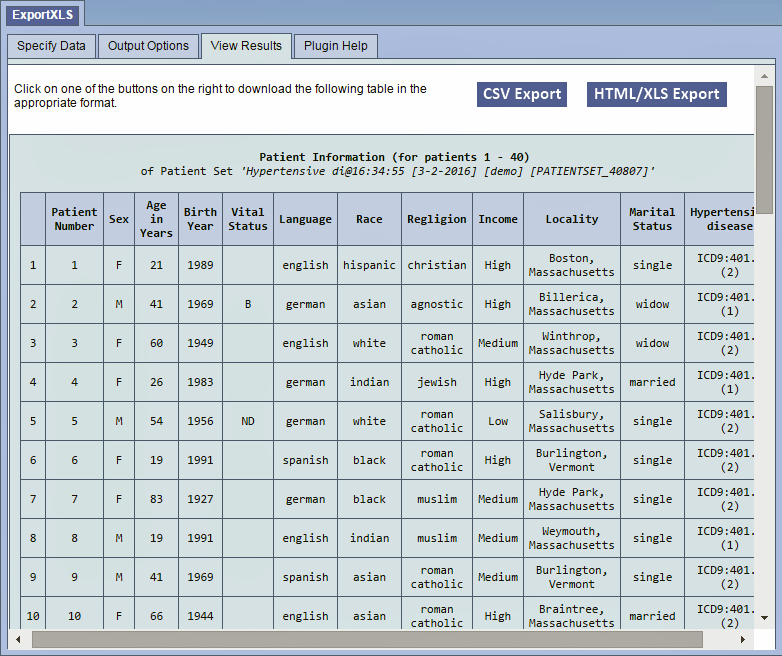 ExportXLS
Specify Data Output Options View Results Plugin Help
Click on one of the buttons on the right to download the following table in the
appropriate format.
CSV Export HTML/XLS Export
Patient Information (for patients 1 - 40)
of Patient Set 'Hypertensive di@16:34:55 [3-2-2016] [demo] [PATIENTSET_40807]'
Patient Number Sex Age in Years Birth Year Vital Status Language Race Regligion Income Locality Marital Status Hypertensi disease
1 1 F 21 1989 english hispanic christian High Boston, Massachusetts single ICD9:401. (2)
2 2 M 41 1969 B german asian agnostic High Billerica, Massachusetts widow ICD9:401. (1)
3 3 F 60 1949 english white roman catholic Medium Winthrop, Massachusetts widow ICD9:401. (2)
4 4 F 26 1983 german indian jewish High Hyde Park, Massachusetts married ICD9:401. (1)
5 5 M 54 1956 ND german white roman catholic Low Salisbury, Massachusetts single ICD9:401. (2)
6 6 F 19 1991 spanish black roman catholic High Burlington, Vermont single ICD9:401. (2)
7 7 F 83 1927 german black muslim Medium Hyde Park, Massachusetts single ICD9:401. (2)
8 8 M 19 1991 english indian muslim Medium Weymouth, Massachusetts single ICD9:401. (1)
9 9 M 41 1969 spanish asian roman catholic Medium Burlington, Vermont single ICD9:401. (2)
10 10 F 66 1944 english asian roman catholic High Braintree, Massachusetts married ICD9:401. (2)